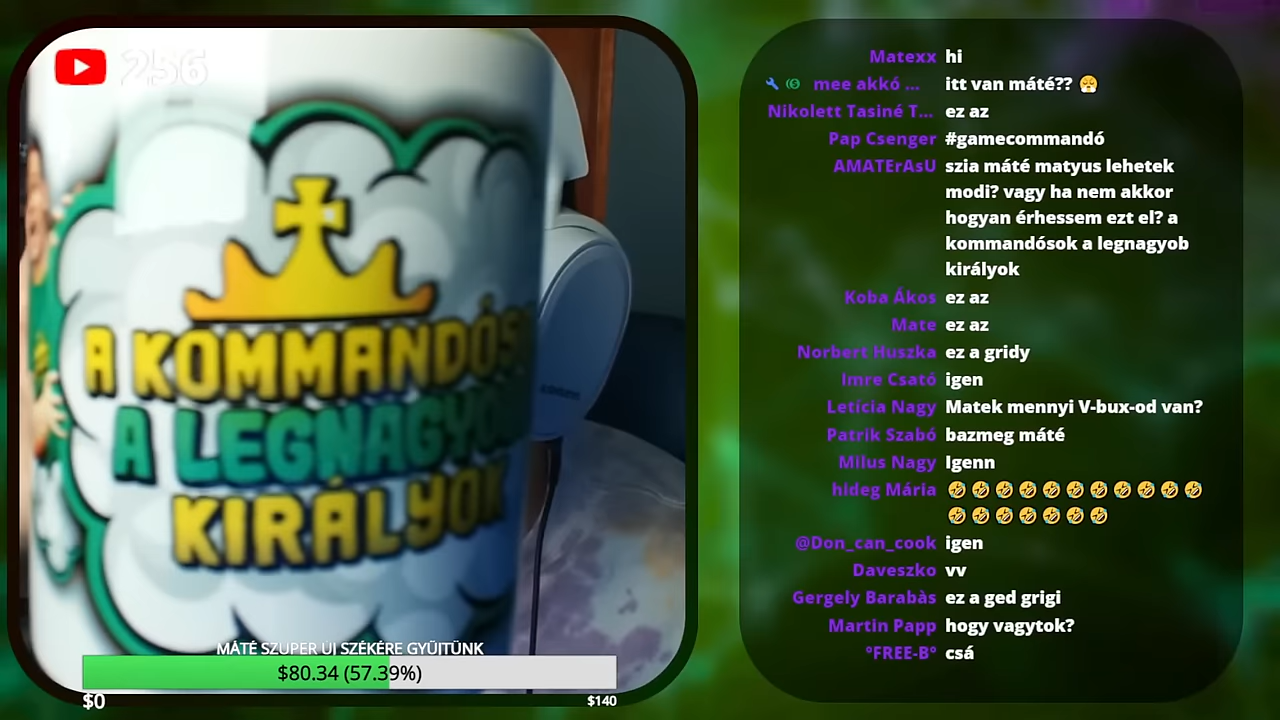 256
A KOMMANDÓS
A LEGNAGYO
KIRÁLYOK
MÁTÉ SZUPER ÚJ SZÉKÉRE GYŰJTÜNK
$80.34 (57.39%)
$0 $140
Matexx hi
mee akkó ... itt van máté?? 😤
Nikolett Tasiné T... ez az
Pap Csenger #gamecommandó
AMATErAsU szia máté matyus lehetek
modi? vagy ha nem akkor
hogyan érhessem ezt el? a
kommandósok a legnagyob
királyok
Koba Ákos ez az
Mate ez az
Norbert Huszka ez a gridy
Imre Csató igen
Letícia Nagy Matek mennyi V-bux-od van?
Patrik Szabó bazmeg máté
Milus Nagy Igenn
hideg Mária 🤣🤣🤣🤣🤣🤣🤣🤣🤣🤣🤣
🤣🤣🤣🤣🤣🤣🤣
@Don_can_cook igen
Daveszko vv
Gergely Barabàs ez a ged grigi
Martin Papp hogy vagytok?
°FREE-B° csá